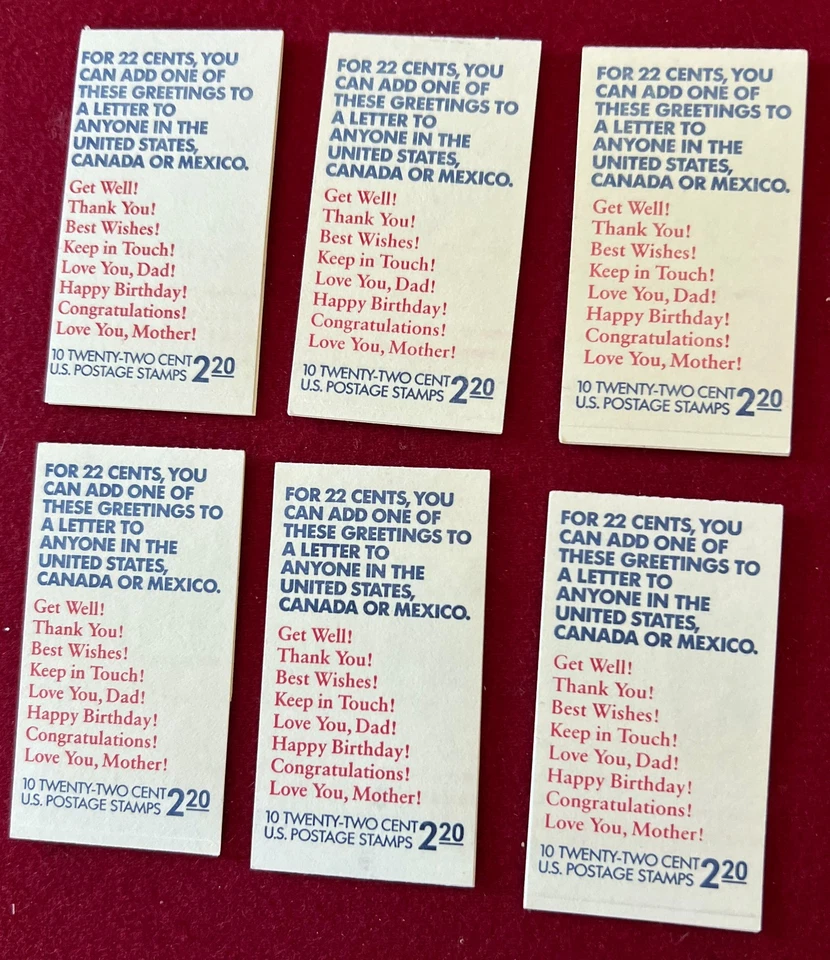 FOR 22 CENTS, YOU
CAN ADD ONE OF
THESE GREETINGS TO
A LETTER TO
ANYONE IN THE
UNITED STATES,
CANADA OR MEXICO.
Get Well!
Thank You!
Best Wishes!
Keep in Touch!
Love You, Dad!
Happy Birthday!
Congratulations!
Love You, Mother!
10 TWENTY-TWO CENT
U.S. POSTAGE STAMPS 2 20
FOR 22 CENTS, YOU
CAN ADD ONE OF
THESE GREETINGS TO
A LETTER TO
ANYONE IN THE
UNITED STATES,
CANADA OR MEXICO.
Get Well!
Thank You!
Best Wishes!
Keep in Touch!
Love You, Dad!
Happy Birthday!
Congratulations!
Love You, Mother!
10 TWENTY-TWO CENT
U.S. POSTAGE STAMPS 2 20
FOR 22 CENTS, YOU
CAN ADD ONE OF
THESE GREETINGS TO
A LETTER TO
ANYONE IN THE
UNITED STATES,
CANADA OR MEXICO.
Get Well!
Thank You!
Best Wishes!
Keep in Touch!
Love You, Dad!
Happy Birthday!
Congratulations!
Love You, Mother!
10 TWENTY-TWO CENT
U.S. POSTAGE STAMPS 2 20
FOR 22 CENTS, YOU
CAN ADD ONE OF
THESE GREETINGS TO
A LETTER TO
ANYONE IN THE
UNITED STATES,
CANADA OR MEXICO.
Get Well!
Thank You!
Best Wishes!
Keep in Touch!
Love You, Dad!
Happy Birthday!
Congratulations!
Love You, Mother!
10 TWENTY-TWO CENT
U.S. POSTAGE STAMPS 2 20
FOR 22 CENTS, YOU
CAN ADD ONE OF
THESE GREETINGS TO
A LETTER TO
ANYONE IN THE
UNITED STATES,
CANADA OR MEXICO.
Get Well!
Thank You!
Best Wishes!
Keep in Touch!
Love You, Dad!
Happy Birthday!
Congratulations!
Love You, Mother!
10 TWENTY-TWO CENT
U.S. POSTAGE STAMPS 2 20
FOR 22 CENTS, YOU
CAN ADD ONE OF
THESE GREETINGS TO
A LETTER TO
ANYONE IN THE
UNITED STATES,
CANADA OR MEXICO.
Get Well!
Thank You!
Best Wishes!
Keep in Touch!
Love You, Dad!
Happy Birthday!
Congratulations!
Love You, Mother!
10 TWENTY-TWO CENT
U.S. POSTAGE STAMPS 2 20